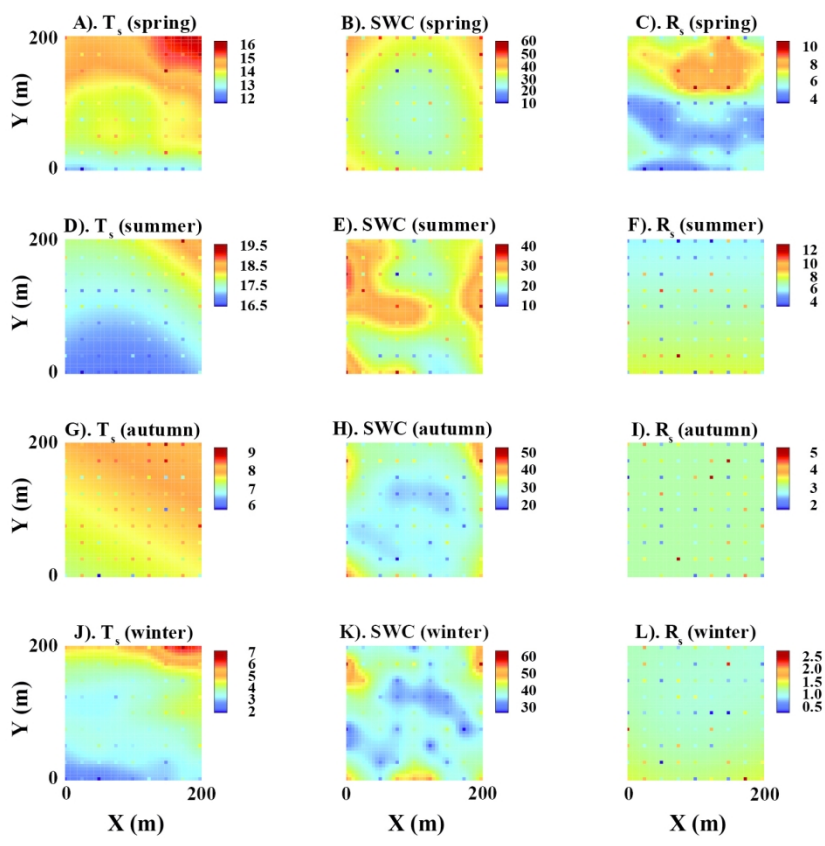 A). Ts (spring) B). SWC (spring) C). Rs (spring)
200 16 60 10
15 50 8
14 40 6
13 30 4
12 20
10
Y (m)
0
D). Ts (summer) E). SWC (summer) F). Rs (summer)
200 19.5 40 12
18.5 30 10
17.5 20 8
16.5 10 6
4
Y (m)
0
G). Ts (autumn) H). SWC (autumn) I). Rs (autumn)
200 9 50 5
8 40 4
7 30 3
6 20 2
Y (m)
0
J). Ts (winter) K). SWC (winter) L). Rs (winter)
200 7 60 2.5
6 50 2.0
5 40 1.5
4 30 1.0
3 0.5
2
Y (m)
0
0 200 0 200 0 200
X (m) X (m) X (m)